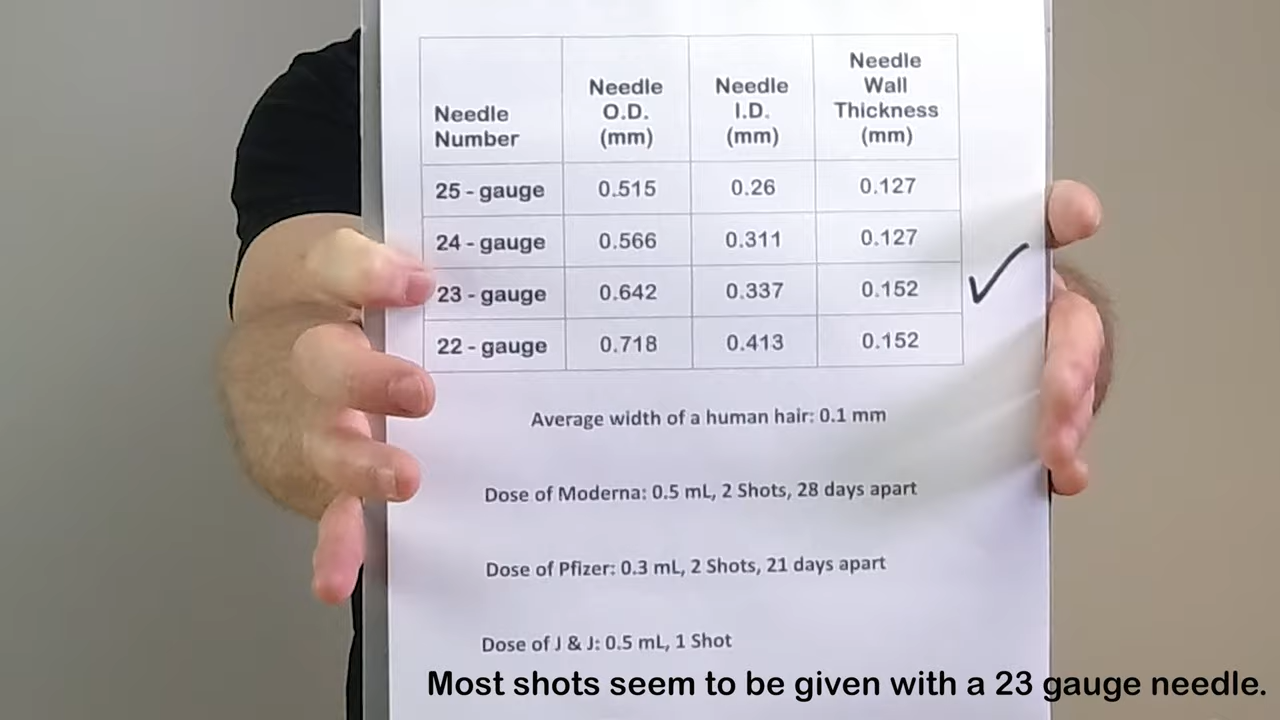 Needle Number | Needle O.D. (mm) | Needle I.D. (mm) | Needle Wall Thickness (mm)
25 - gauge | 0.515 | 0.26 | 0.127
24 - gauge | 0.566 | 0.311 | 0.127
23 - gauge | 0.642 | 0.337 | 0.152
22 - gauge | 0.718 | 0.413 | 0.152
Average width of a human hair: 0.1 mm
Dose of Moderna: 0.5 mL, 2 Shots, 28 days apart
Dose of Pfizer: 0.3 mL, 2 Shots, 21 days apart
Dose of J & J: 0.5 mL, 1 Shot
Most shots seem to be given with a 23 gauge needle.